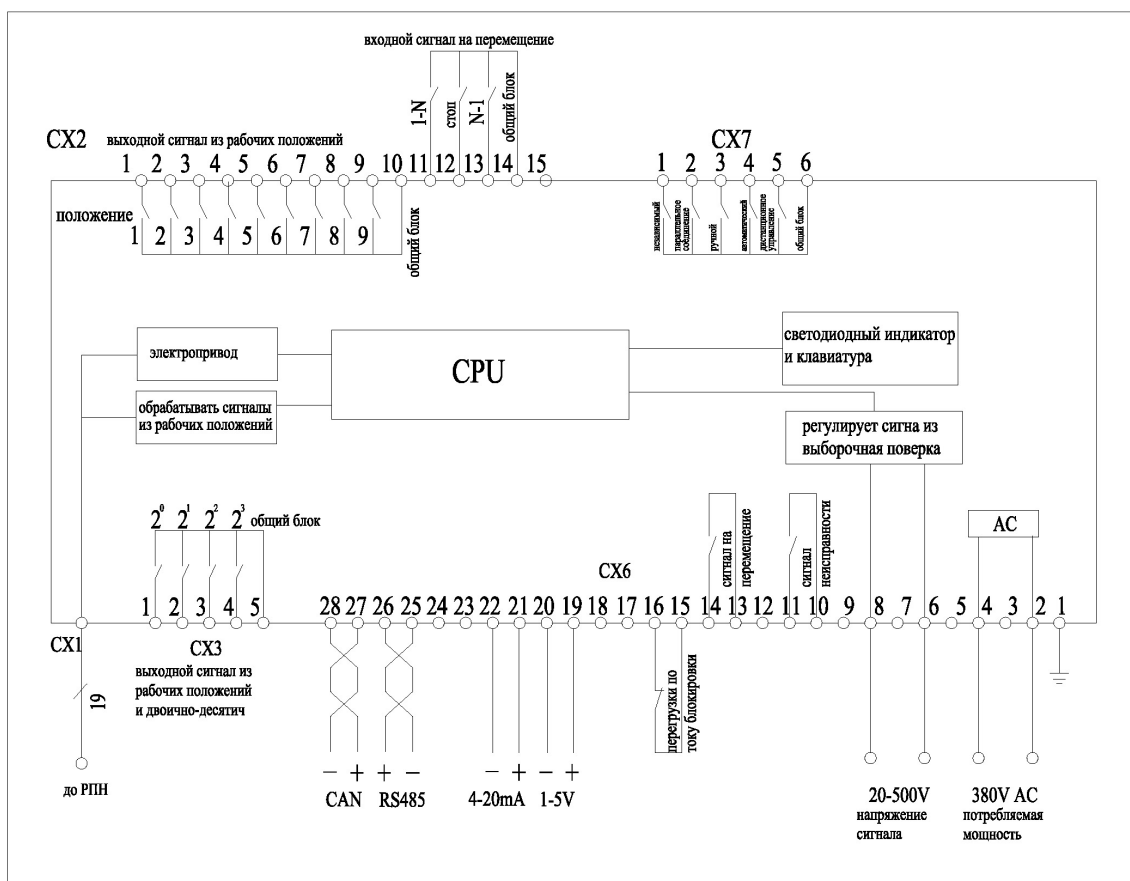 входной сигнал на перемещение
1-N
стоп
N-1
общий блок
CX2
выходной сигнал из рабочих положений
CX7
1 2 3 4 5 6 7 8 9 10 11 12 13 14 15
1 2 3 4 5 6
положение
1 2 3 4 5 6 7 8 9
общий блок
независимый
параллельное
соединение
ручной
автоматический
дистанционное
управление
общий блок
электропривод
CPU
светодиодный индикатор
и клавиатура
обрабатывать сигналы
из рабочих положений
регулирует сигна из
выборочная поверка
2⁰ 2¹ 2² 2³ общий блок
сигнал на
перемещение
сигнал
неисправности
AC
CX6
1 2 3 4 5
28 27 26 25 24 23 22 21 20 19 18 17 16 15 14 13 12 11 10 9 8 7 6 5 4 3 2 1
CX1
CX3
выходной сигнал из
рабочих положений
и двоично-десятич
19
перегрузки по
току блокировки
до РПН
− + + − − + − +
CAN RS485 4-20mA 1-5V
20-500V
напряжение
сигнала
380V AC
потребляемая
мощность